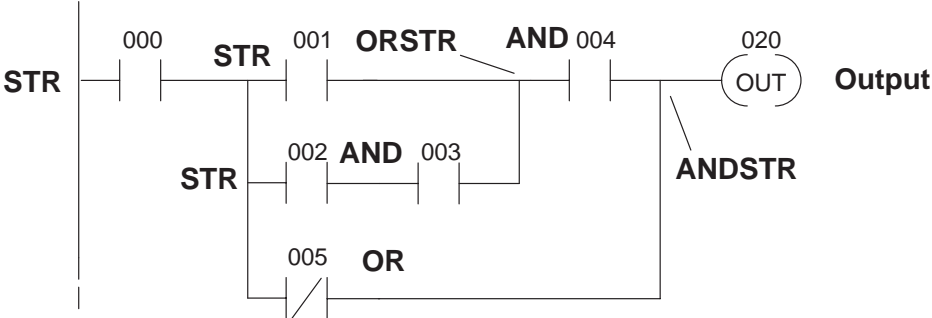 000 STR 001 ORSTR AND 004 020
STR OUT Output
002 AND 003
STR ANDSTR
005 OR